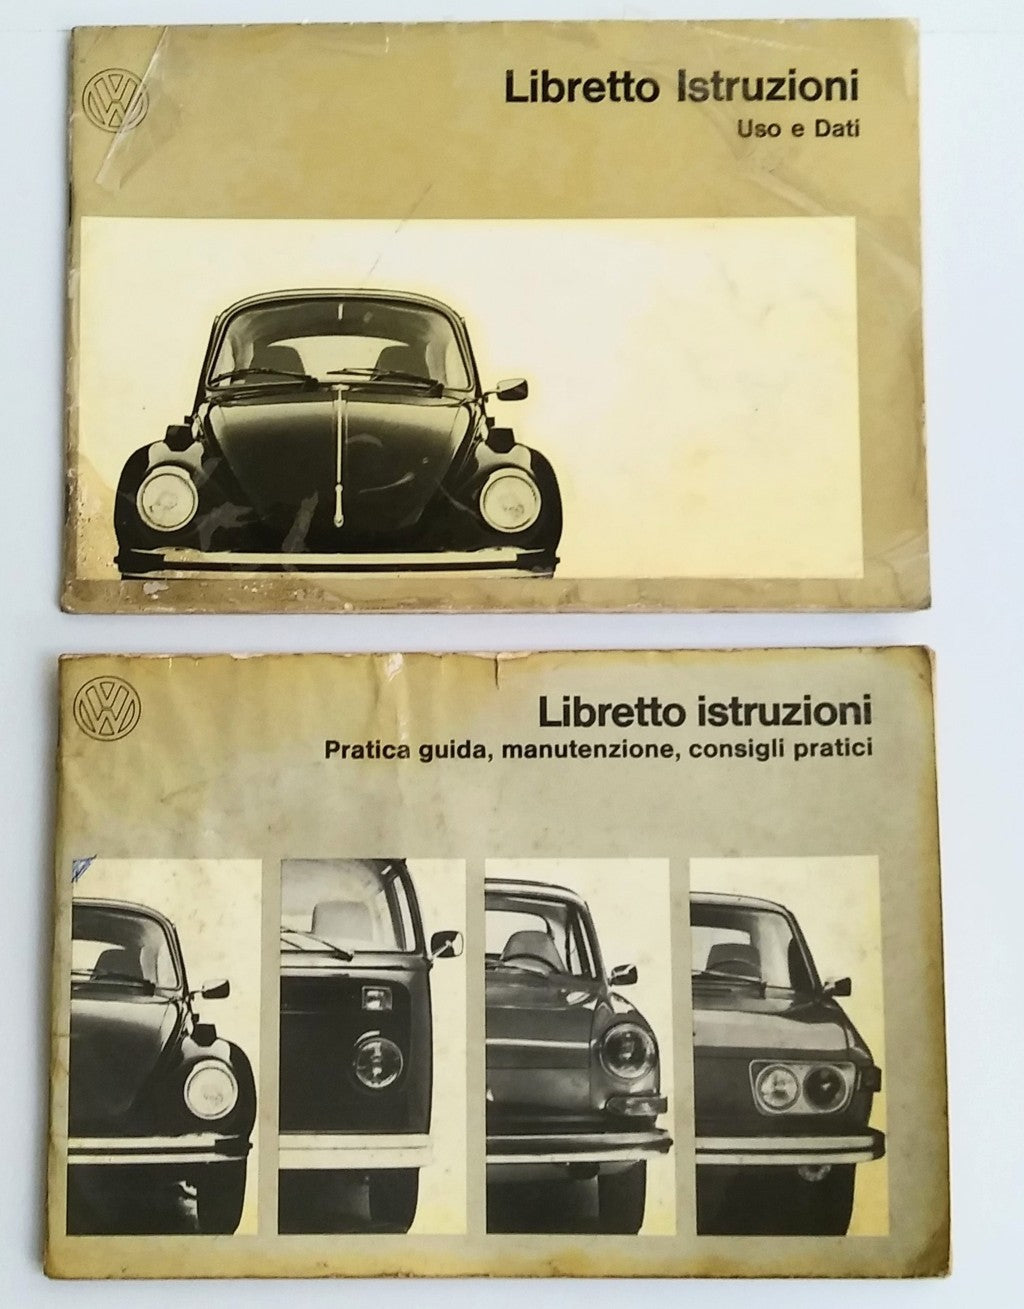 Libretto Istruzioni
Uso e Dati
Libretto istruzioni
Pratica guida, manutenzione, consigli pratici